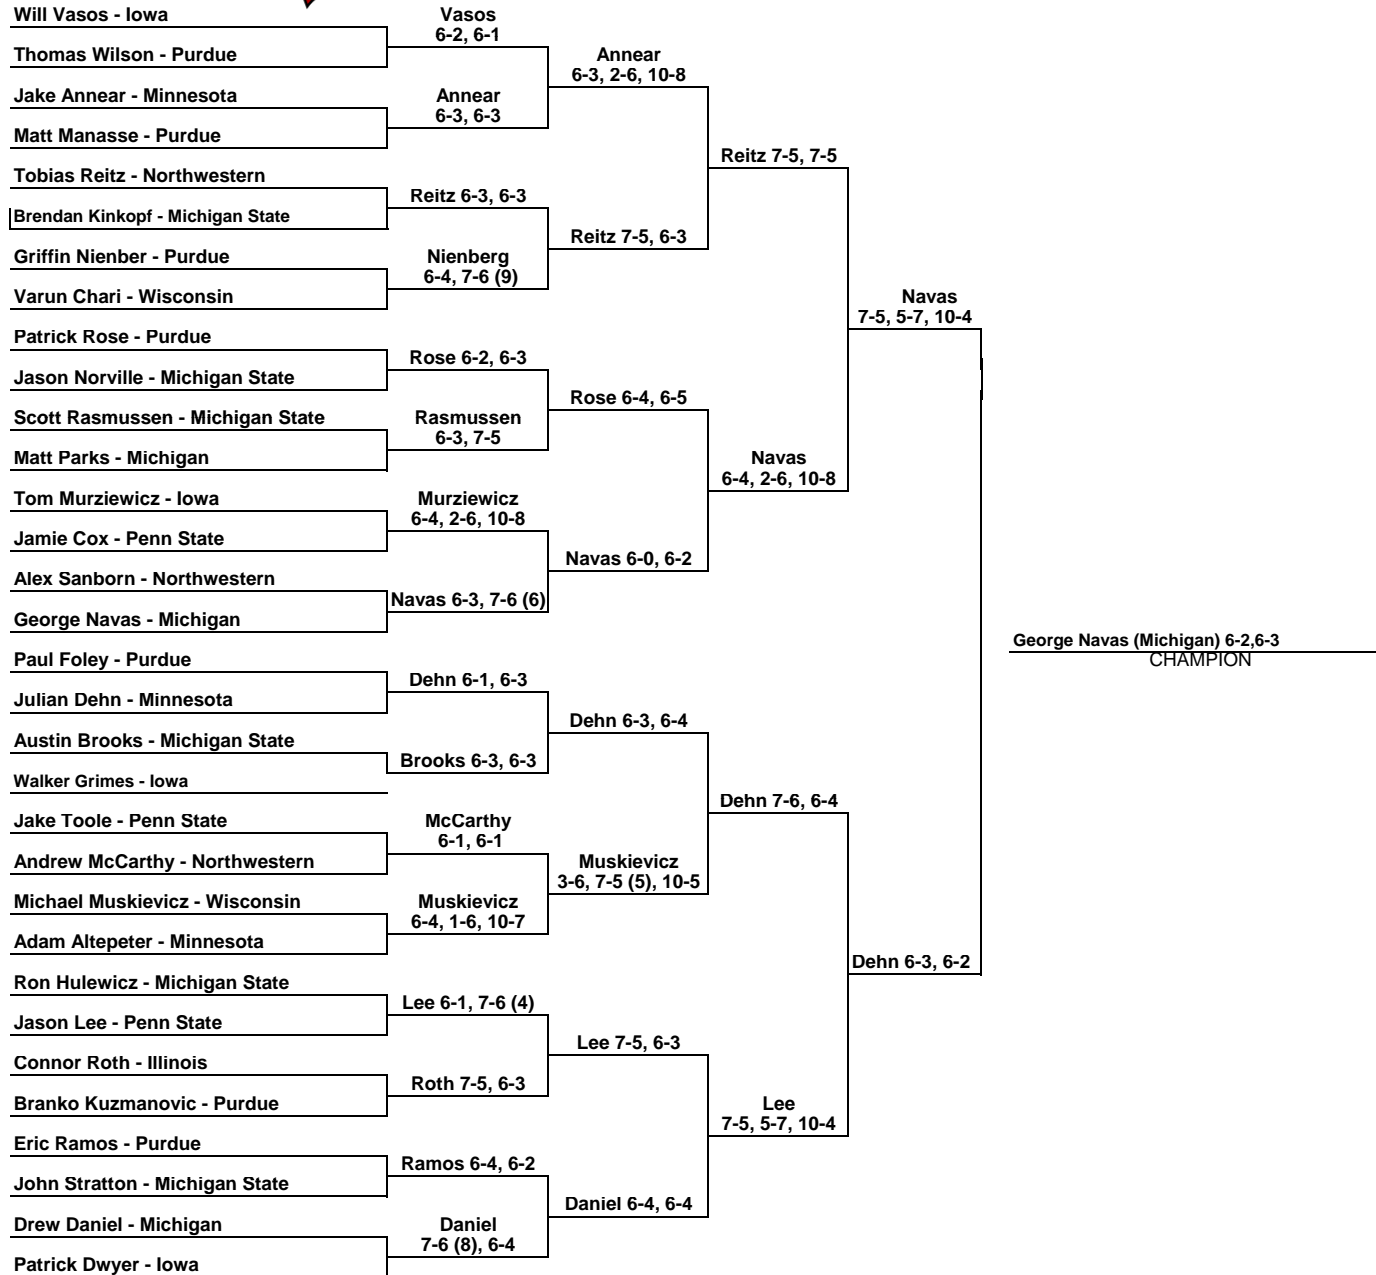 Will Vasos - Iowa
Thomas Wilson - Purdue
Jake Annear - Minnesota
Matt Manasse - Purdue
Tobias Reitz - Northwestern
Brendan Kinkopf - Michigan State
Griffin Nienber - Purdue
Varun Chari - Wisconsin
Patrick Rose - Purdue
Jason Norville - Michigan State
Scott Rasmussen - Michigan State
Matt Parks - Michigan
Tom Murziewicz - Iowa
Jamie Cox - Penn State
Alex Sanborn - Northwestern
George Navas - Michigan
Paul Foley - Purdue
Julian Dehn - Minnesota
Austin Brooks - Michigan State
Walker Grimes - Iowa
Jake Toole - Penn State
Andrew McCarthy - Northwestern
Michael Muskievicz - Wisconsin
Adam Altepeter - Minnesota
Ron Hulewicz - Michigan State
Jason Lee - Penn State
Connor Roth - Illinois
Branko Kuzmanovic - Purdue
Eric Ramos - Purdue
John Stratton - Michigan State
Drew Daniel - Michigan
Patrick Dwyer - Iowa
Vasos
6-2, 6-1
Annear
6-3, 6-3
Reitz 6-3, 6-3
Nienberg
6-4, 7-6 (9)
Rose 6-2, 6-3
Rasmussen
6-3, 7-5
Murziewicz
6-4, 2-6, 10-8
Navas 6-3, 7-6 (6)
Dehn 6-1, 6-3
Brooks 6-3, 6-3
McCarthy
6-1, 6-1
Muskievicz
6-4, 1-6, 10-7
Lee 6-1, 7-6 (4)
Roth 7-5, 6-3
Ramos 6-4, 6-2
Daniel
7-6 (8), 6-4
Annear
6-3, 2-6, 10-8
Reitz 7-5, 6-3
Rose 6-4, 6-5
Navas 6-0, 6-2
Dehn 6-3, 6-4
Muskievicz
3-6, 7-5 (5), 10-5
Lee 7-5, 6-3
Daniel 6-4, 6-4
Reitz 7-5, 7-5
Navas
6-4, 2-6, 10-8
Dehn 7-6, 6-4
Lee
7-5, 5-7, 10-4
Navas
7-5, 5-7, 10-4
Dehn 6-3, 6-2
George Navas (Michigan) 6-2,6-3
CHAMPION